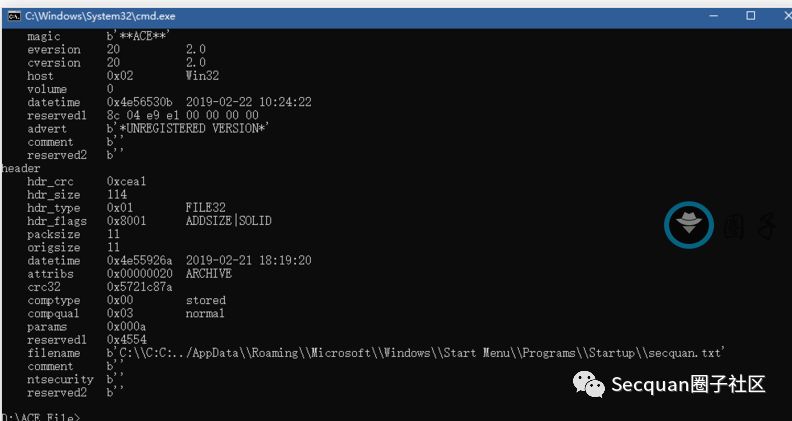 C:\Windows\System32\cmd.exe
magic b'**ACE**'
eversion 20 2.0
cversion 20 2.0
host 0x02 Win32
volume 0
datetime 0x4e56530b 2019-02-22 10:24:22
reserved1 8c 04 e9 e1 00 00 00 00
advert b'*UNREGISTERED VERSION*'
comment b''
reserved2 b''
header
hdr_crc 0xcea1
hdr_size 114
hdr_type 0x01 FILE32
hdr_flags 0x8001 ADDSIZE|SOLID
packsize 11
origsize 11
datetime 0x4e55926a 2019-02-21 18:19:20
attribs 0x00000020 ARCHIVE
crc32 0x5721c87a
comptype 0x00 stored
compqual 0x03 normal
params 0x000a
reserved1 0x4554
filename b'C:\\C:C:../AppData\\Roaming\\Microsoft\\Windows\\Start Menu\\Programs\\Startup\\secquan.txt'
comment b''
ntsecurity b''
reserved2 b''
D:\ACE_File>
圈子
Secquan圈子社区